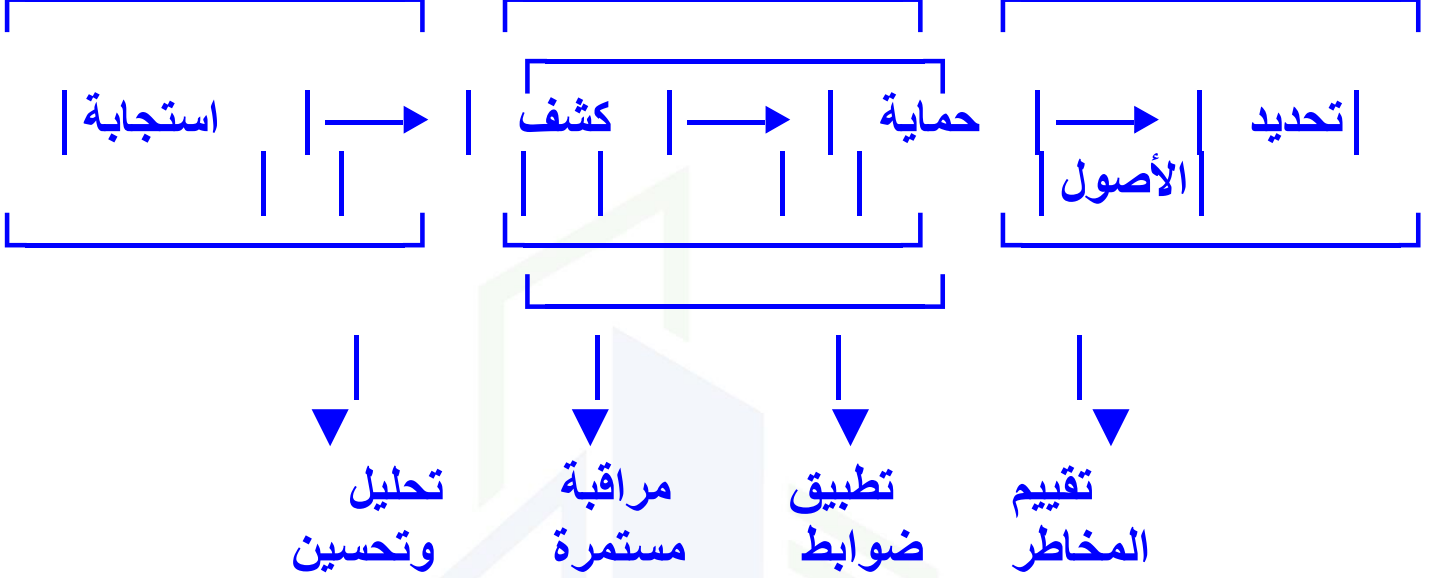 تحديد حماية كشف استجابة
الأصول
تقييم تطبيق مراقبة تحليل
المخاطر ضوابط مستمرة وتحسين